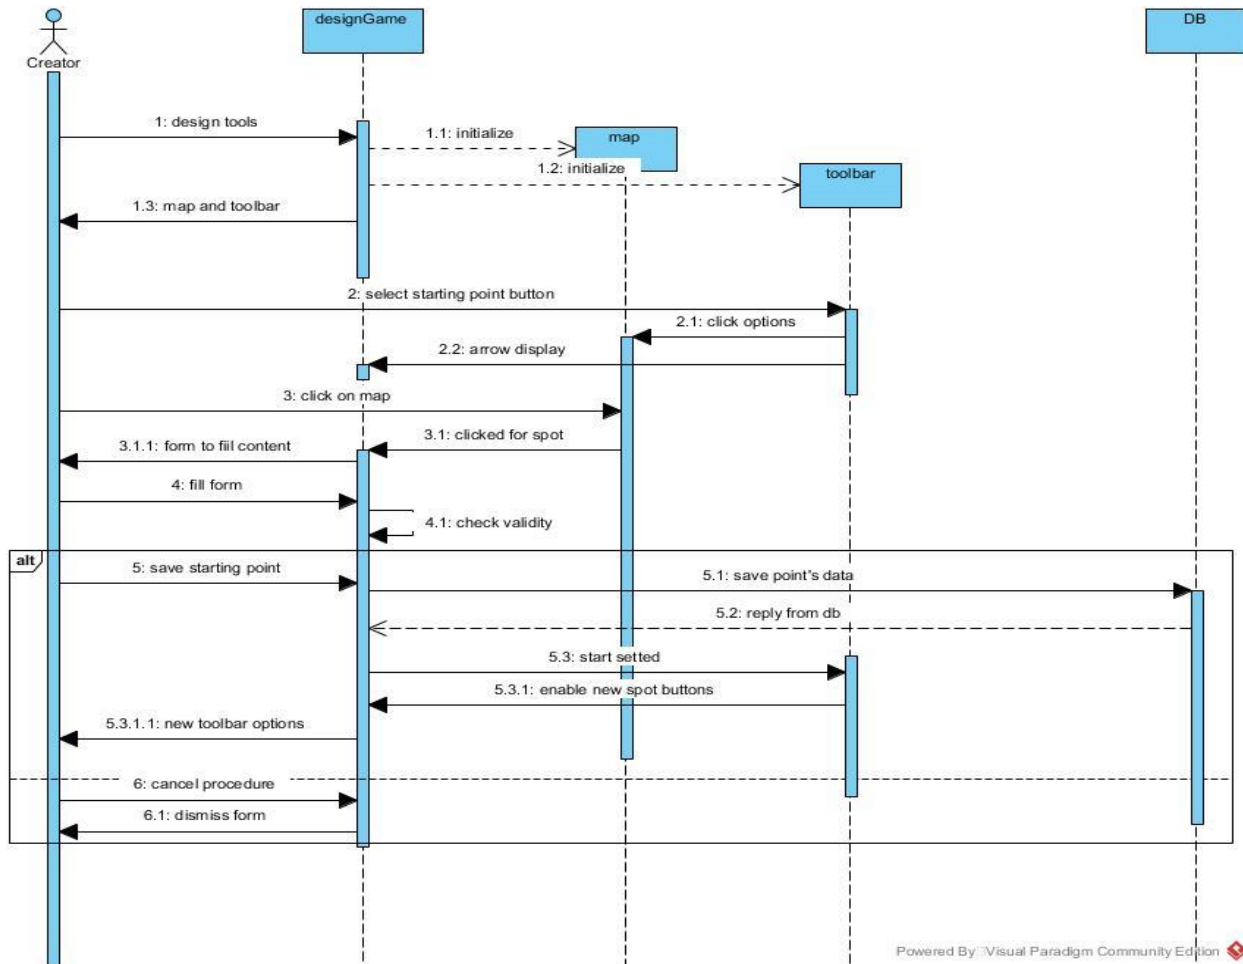 designGame
DB
Creator
1: design tools
1.1: initialize
map
1.2: initialize
toolbar
1.3: map and toolbar
2: select starting point button
2.1: click options
2.2: arrow display
3: click on map
3.1: clicked for spot
3.1.1: form to fiil content
4: fill form
4.1: check validity
alt
5: save starting point
5.1: save point's data
5.2: reply from db
5.3: start setted
5.3.1: enable new spot buttons
5.3.1.1: new toolbar options
6: cancel procedure
6.1: dismiss form
Powered By Visual Paradigm Community Edition